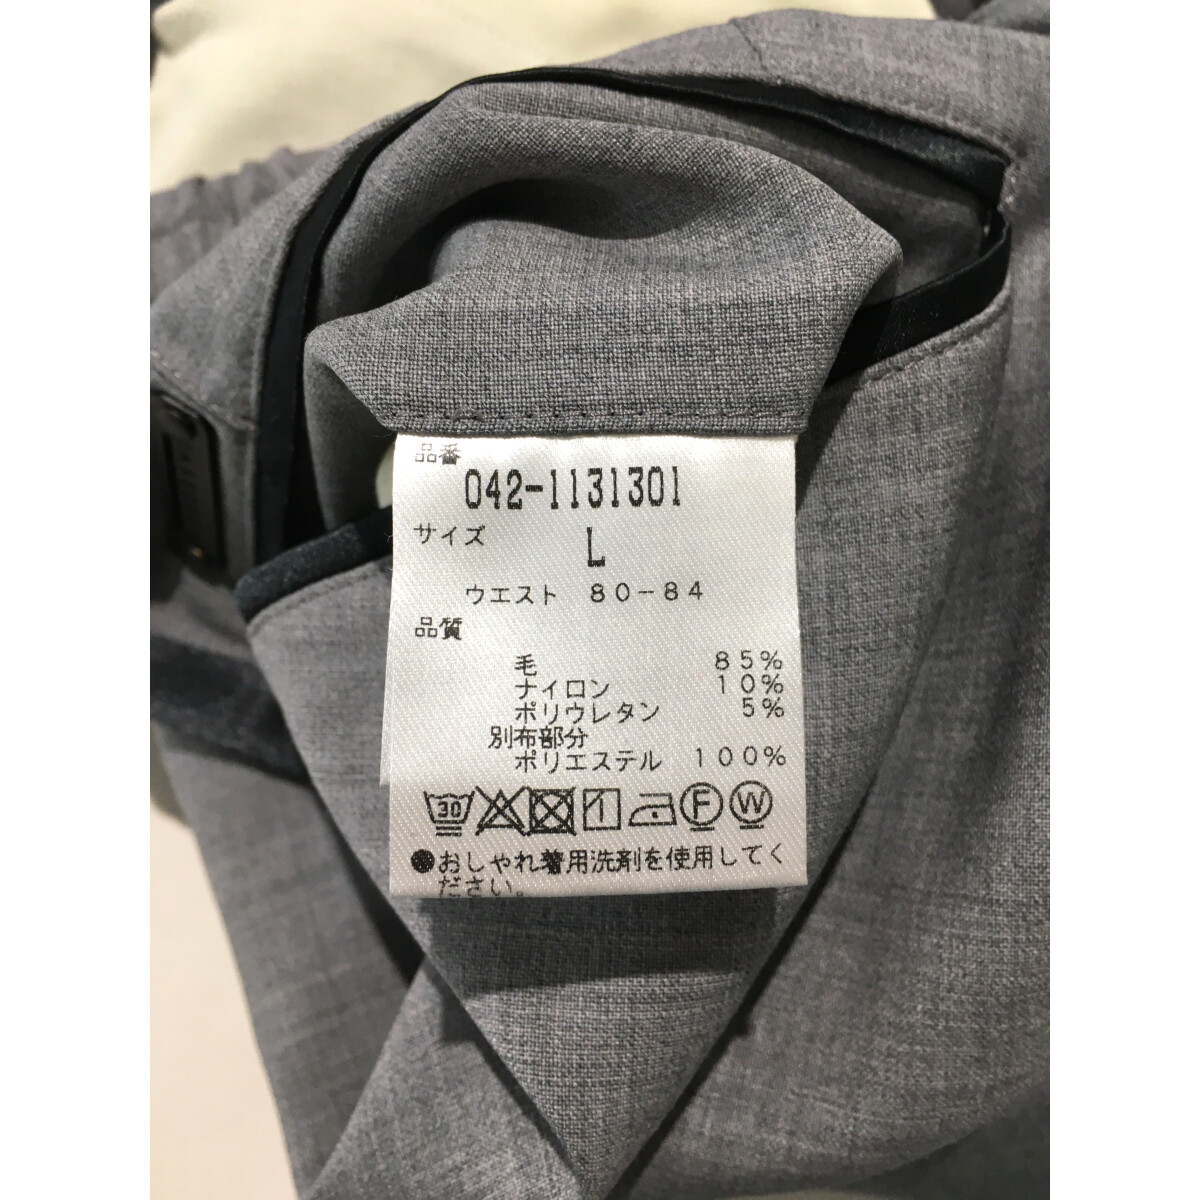 品番
042-1131301
サイズ
L
ウエスト 80-84
品質
毛 85%
ナイロン 10%
ポリウレタン 5%
別布部分
ポリエステル 100%
30 1 F W
●おしゃれ着用洗剤を使用してく
ださい。